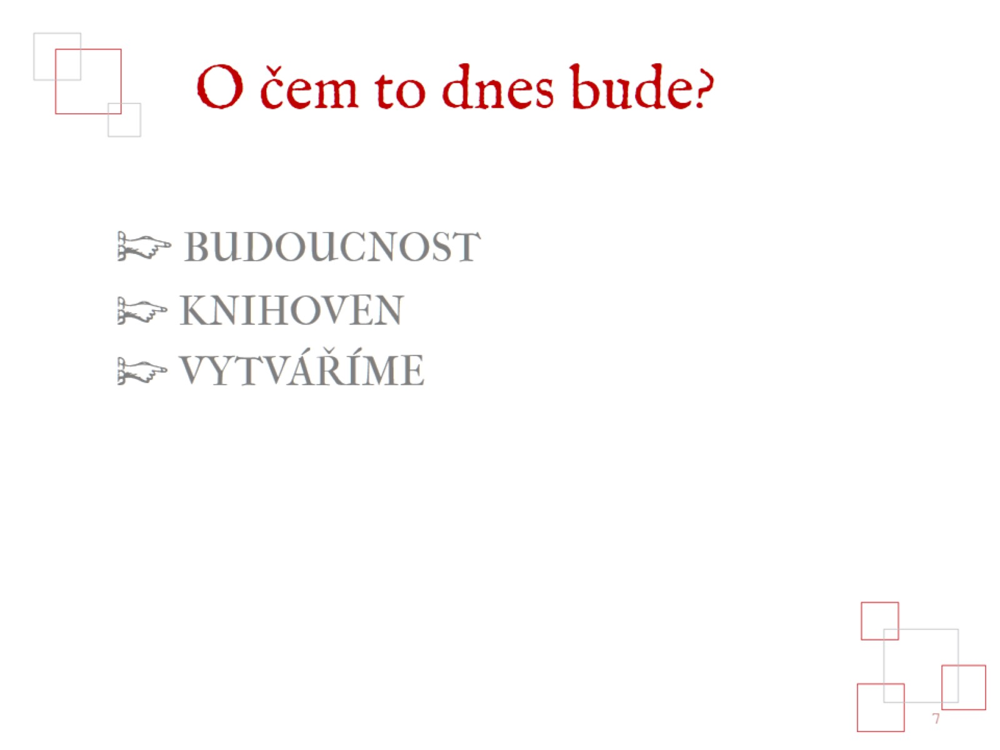 O čem to dnes bude?
☞ BUDOUCNOST
☞ KNIHOVEN
☞ VYTVÁŘÍME
7